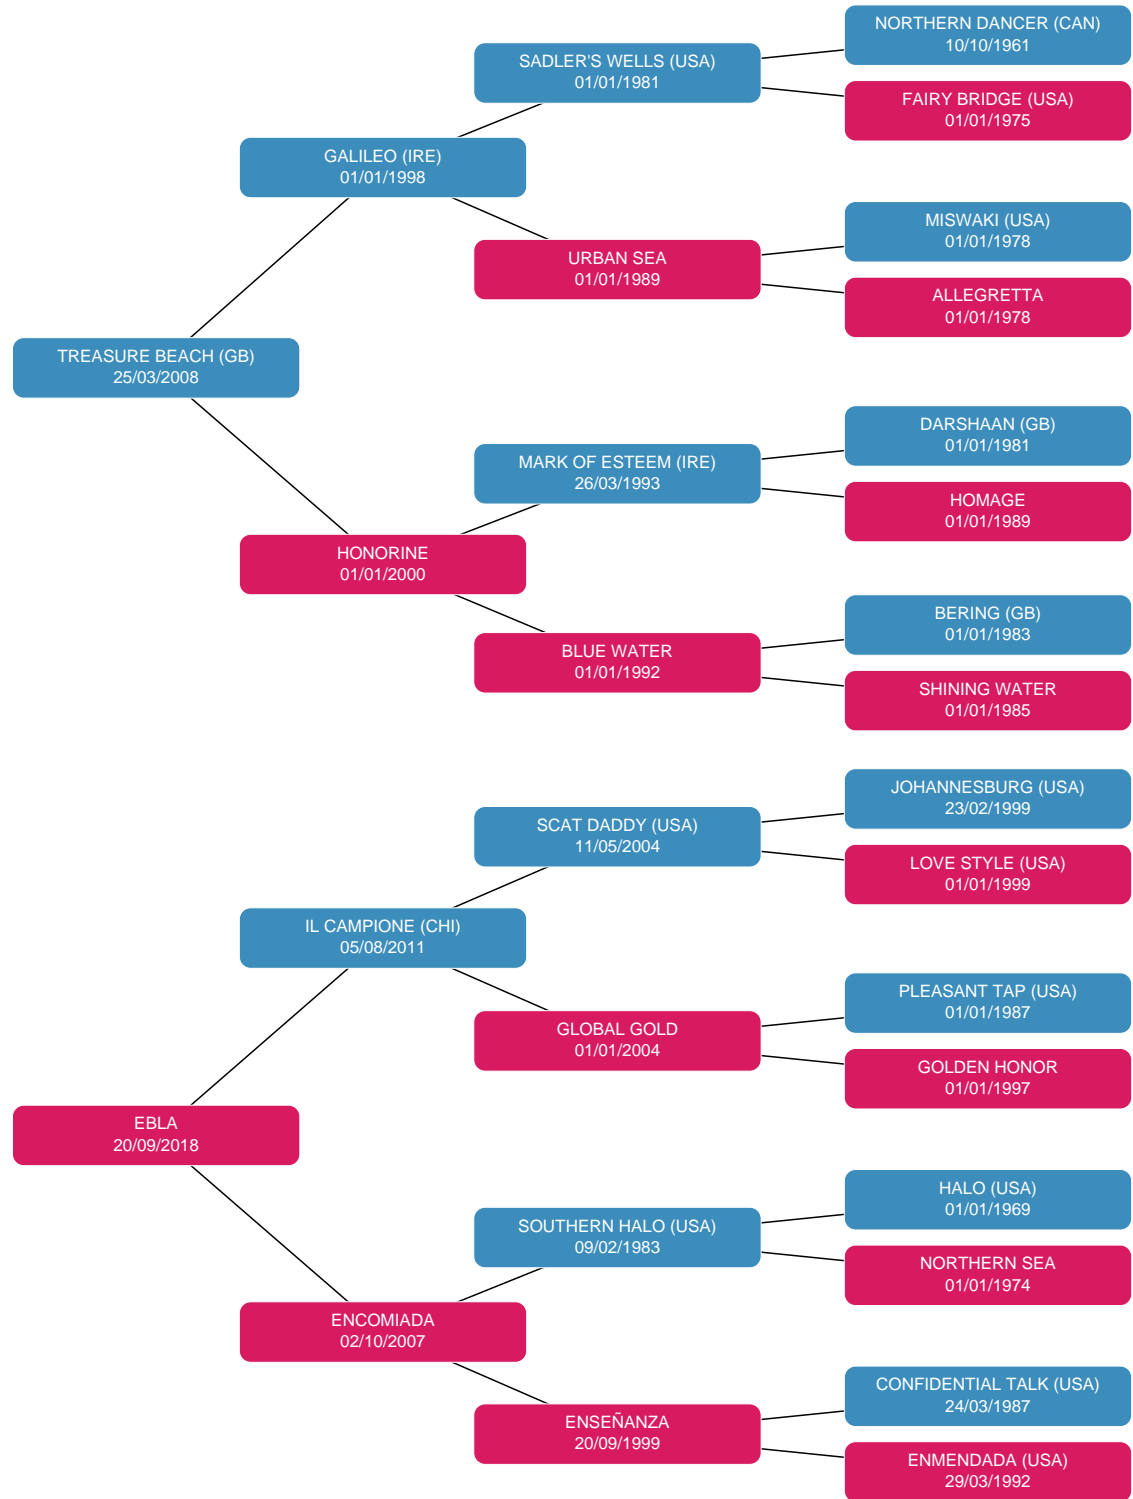 NORTHERN DANCER (CAN)
10/10/1961
SADLER'S WELLS (USA)
01/01/1981
FAIRY BRIDGE (USA)
01/01/1975
GALILEO (IRE)
01/01/1998
MISWAKI (USA)
01/01/1978
URBAN SEA
01/01/1989
ALLEGRETTA
01/01/1978
TREASURE BEACH (GB)
25/03/2008
DARSHAAN (GB)
01/01/1981
MARK OF ESTEEM (IRE)
26/03/1993
HOMAGE
01/01/1989
HONORINE
01/01/2000
BERING (GB)
01/01/1983
BLUE WATER
01/01/1992
SHINING WATER
01/01/1985
JOHANNESBURG (USA)
23/02/1999
SCAT DADDY (USA)
11/05/2004
LOVE STYLE (USA)
01/01/1999
IL CAMPIONE (CHI)
05/08/2011
PLEASANT TAP (USA)
01/01/1987
GLOBAL GOLD
01/01/2004
GOLDEN HONOR
01/01/1997
EBLA
20/09/2018
HALO (USA)
01/01/1969
SOUTHERN HALO (USA)
09/02/1983
NORTHERN SEA
01/01/1974
ENCOMIADA
02/10/2007
CONFIDENTIAL TALK (USA)
24/03/1987
ENSEÑANZA
20/09/1999
ENMENDADA (USA)
29/03/1992